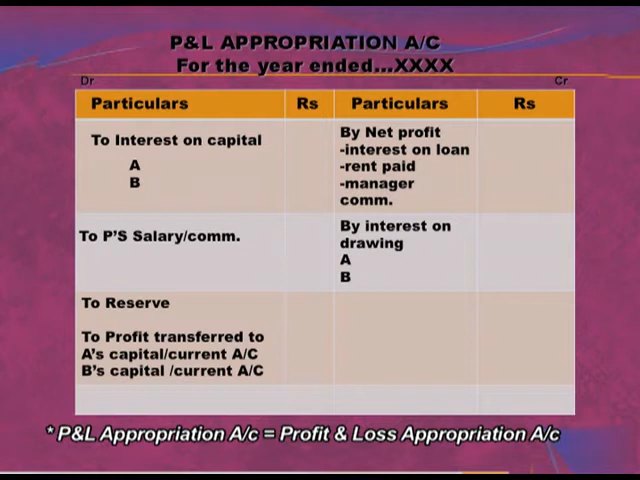 P&L APPROPRIATION A/C
For the year ended...XXXX
Dr
Cr
Particulars
Rs
Particulars
Rs
To Interest on capital
A
B
By Net profit
-interest on loan
-rent paid
-manager
comm.
To P'S Salary/comm.
By interest on
drawing
A
B
To Reserve
To Profit transferred to
A's capital/current A/C
B's capital /current A/C
* P&L Appropriation A/c = Profit & Loss Appropriation A/c